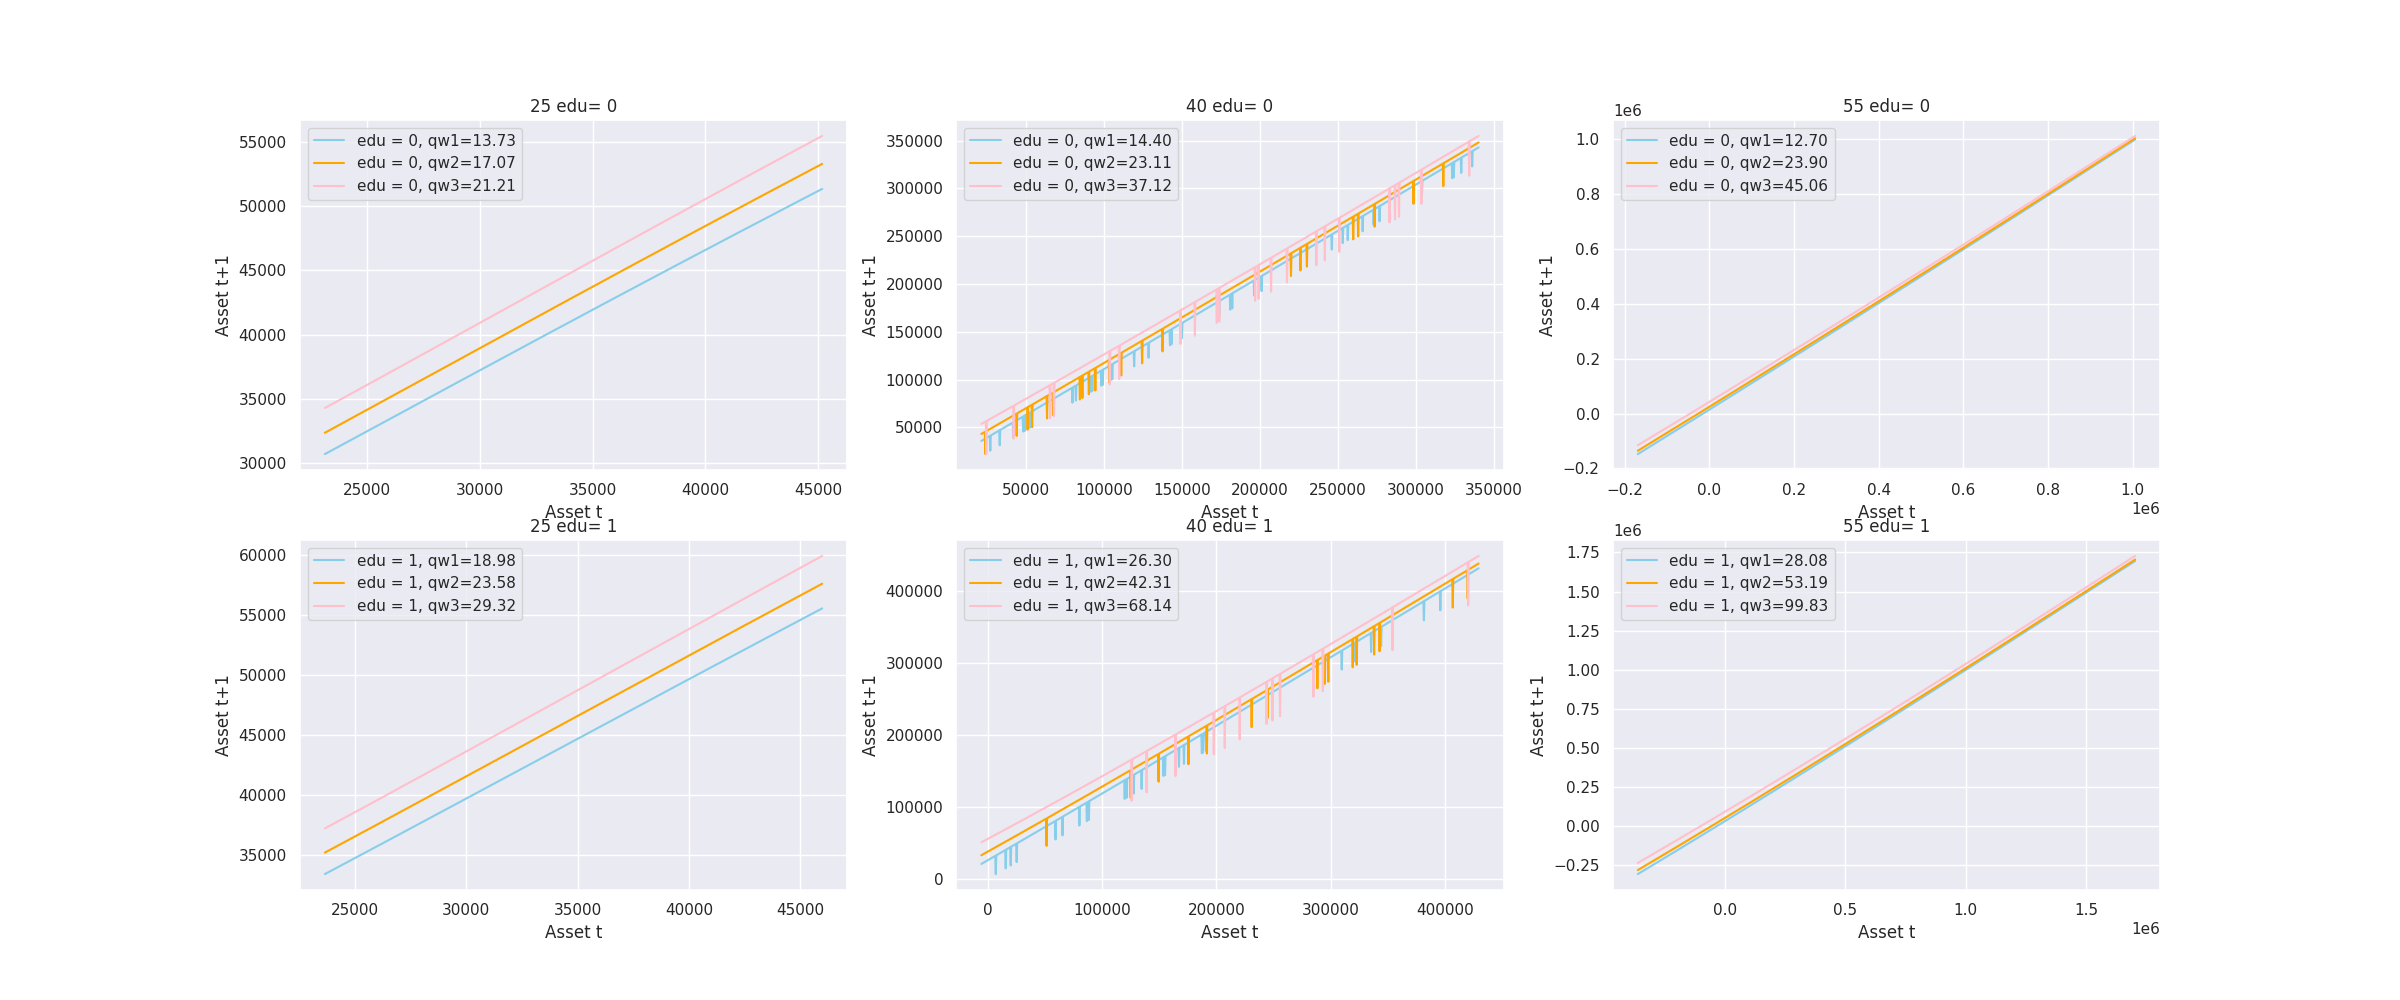 25 edu= 0
55000
50000
45000
40000
35000
30000
Asset t+1
edu = 0, qw1=13.73
edu = 0, qw2=17.07
edu = 0, qw3=21.21
25000 30000 35000 40000 45000
Asset t
40 edu= 0
350000
300000
250000
200000
150000
100000
50000
Asset t+1
edu = 0, qw1=14.40
edu = 0, qw2=23.11
edu = 0, qw3=37.12
50000 100000 150000 200000 250000 300000 350000
Asset t
55 edu= 0
1e6
1.0
0.8
0.6
0.4
0.2
0.0
−0.2
Asset t+1
edu = 0, qw1=12.70
edu = 0, qw2=23.90
edu = 0, qw3=45.06
−0.2 0.0 0.2 0.4 0.6 0.8 1.0
1e6
Asset t
25 edu= 1
60000
55000
50000
45000
40000
35000
Asset t+1
edu = 1, qw1=18.98
edu = 1, qw2=23.58
edu = 1, qw3=29.32
25000 30000 35000 40000 45000
Asset t
40 edu= 1
400000
300000
200000
100000
0
Asset t+1
edu = 1, qw1=26.30
edu = 1, qw2=42.31
edu = 1, qw3=68.14
0 100000 200000 300000 400000
Asset t
55 edu= 1
1e6
1.75
1.50
1.25
1.00
0.75
0.50
0.25
0.00
−0.25
Asset t+1
edu = 1, qw1=28.08
edu = 1, qw2=53.19
edu = 1, qw3=99.83
0.0 0.5 1.0 1.5
1e6
Asset t